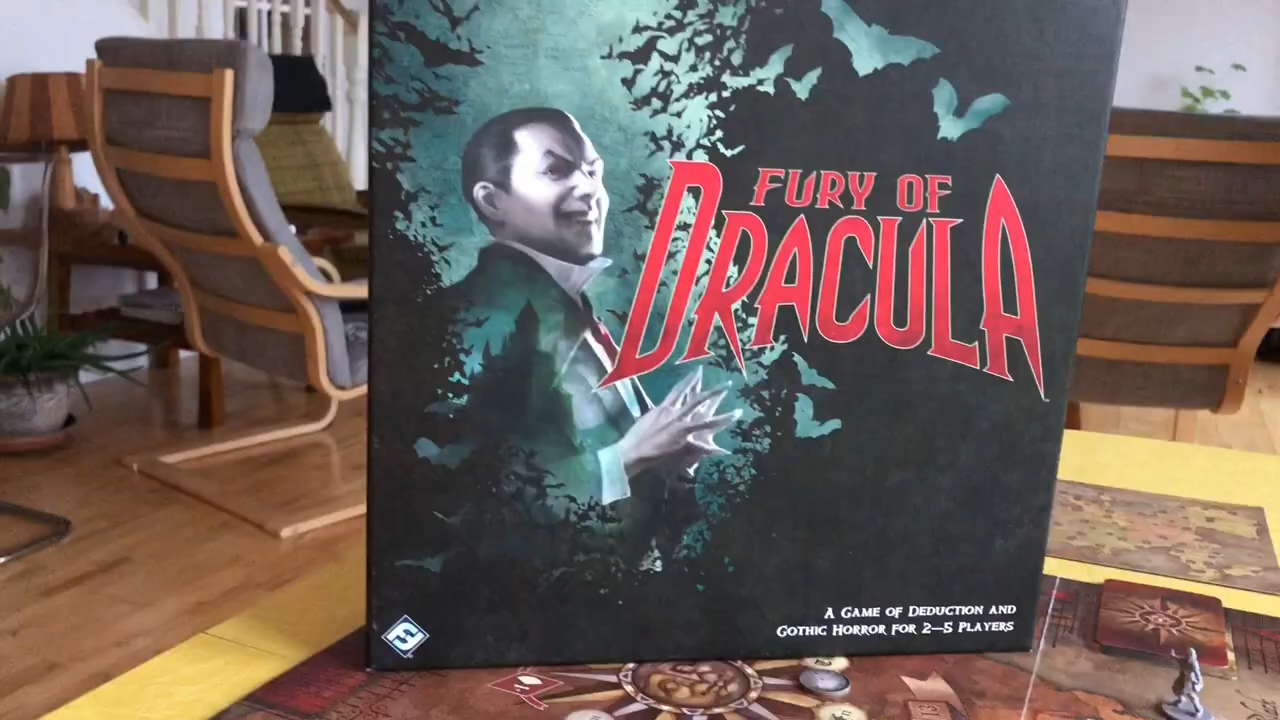 FURY OF
DRACULA
A GAME OF DEDUCTION AND
GOTHIC HORROR FOR 2–5 PLAYERS